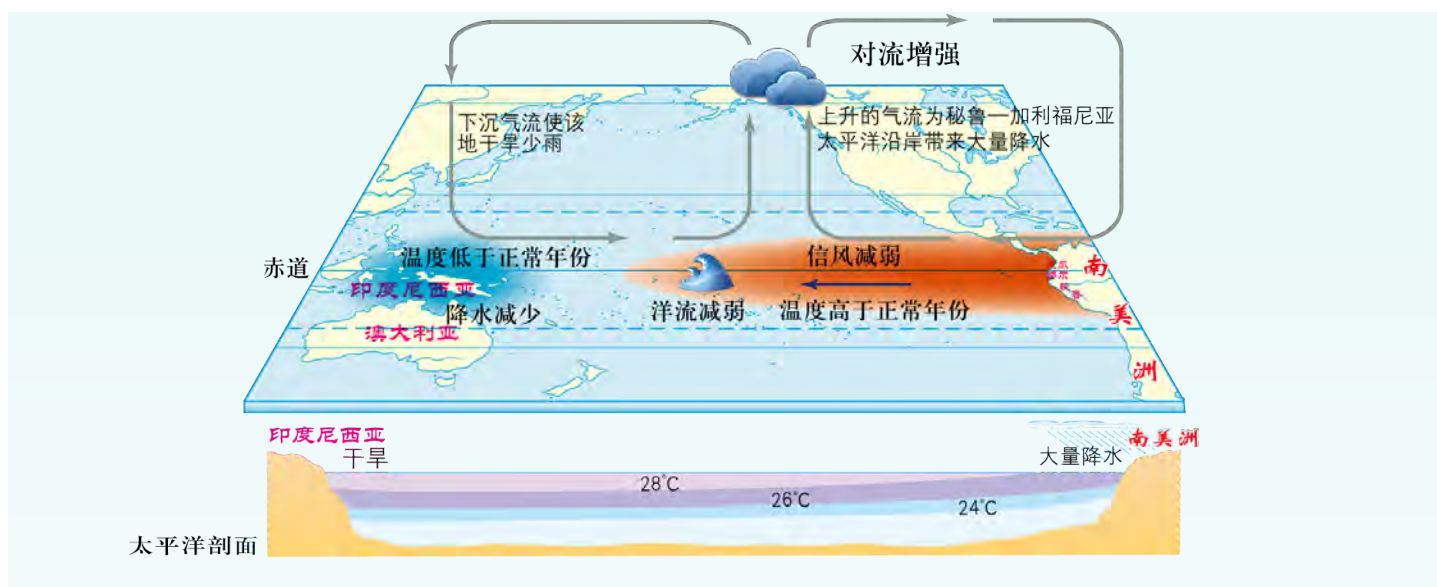 对流增强
下沉气流使该
地干旱少雨
上升的气流为秘鲁—加利福尼亚
太平洋沿岸带来大量降水
赤道
温度低于正常年份
信风减弱
印度尼西亚
降水减少
洋流减弱
温度高于正常年份
澳大利亚
南
美
洲
印度尼西亚
干旱
南美洲
大量降水
28℃
26℃
24℃
太平洋剖面